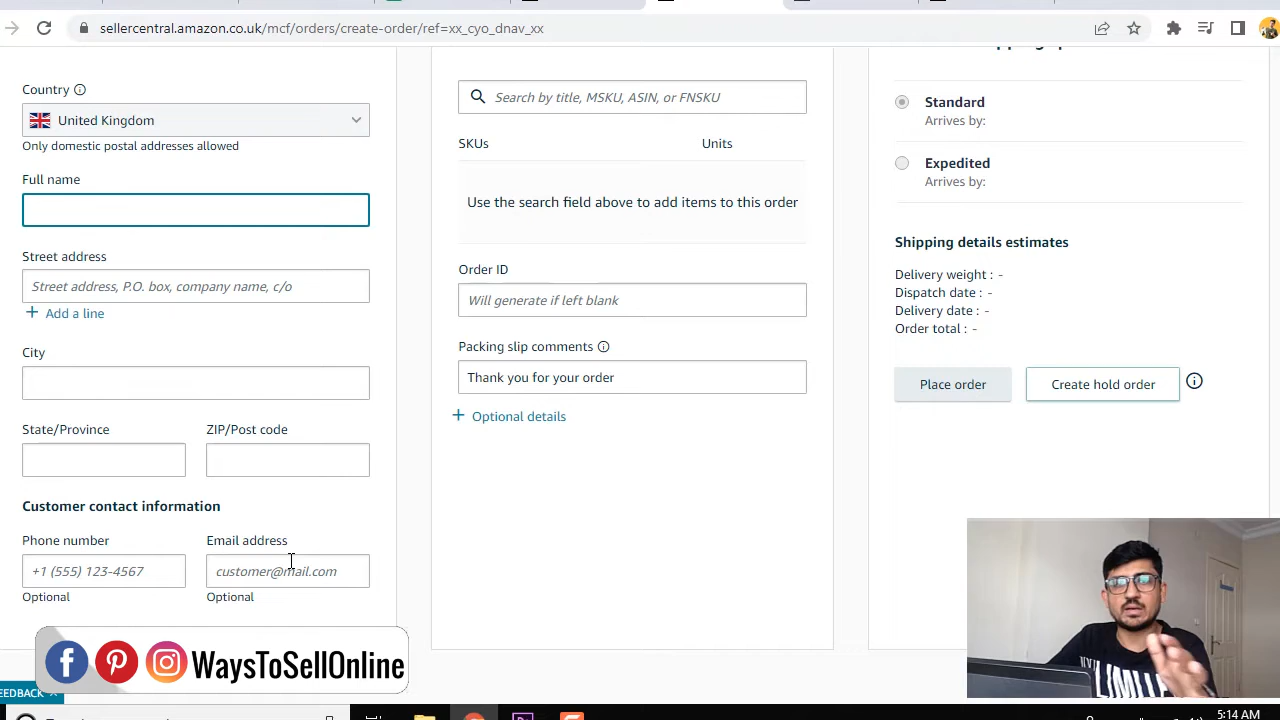 sellercentral.amazon.co.uk/mcf/orders/create-order/ref=xx_cyo_dnav_xx
Country
United Kingdom
Only domestic postal addresses allowed
Full name
Street address
Street address, P.O. box, company name, c/o
+ Add a line
City
State/Province
ZIP/Post code
Customer contact information
Phone number
Email address
+1 (555) 123-4567
customer@mail.com
Optional
Optional
Search by title, MSKU, ASIN, or FNSKU
SKUs
Units
Use the search field above to add items to this order
Order ID
Will generate if left blank
Packing slip comments
Thank you for your order
+ Optional details
Standard
Arrives by:
Expedited
Arrives by:
Shipping details estimates
Delivery weight : -
Dispatch date : -
Delivery date : -
Order total : -
Place order
Create hold order
WaysToSellOnline
EEDBACK
5:14 AM